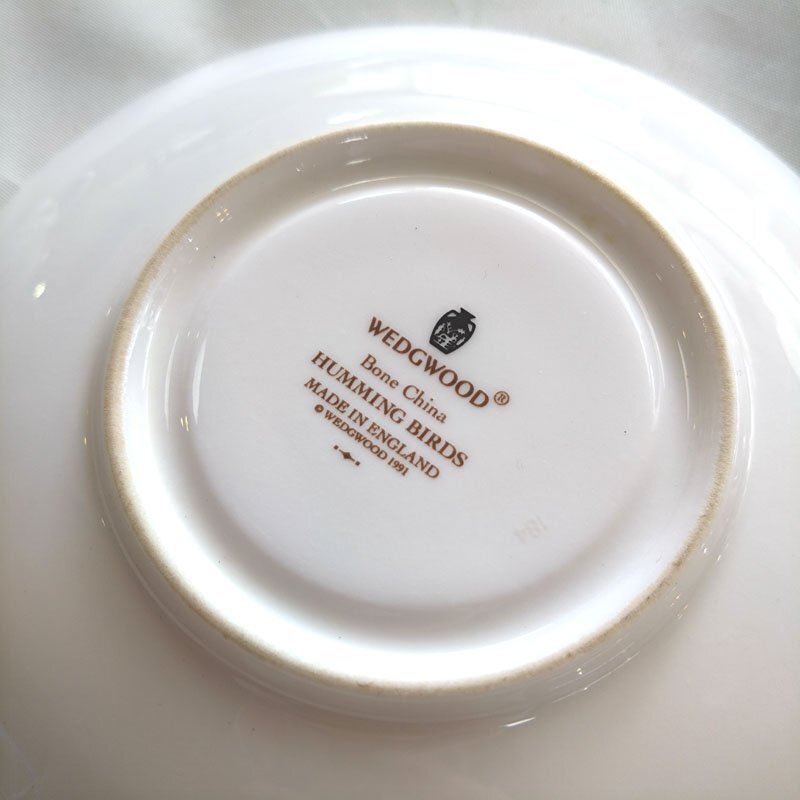 WEDGWOOD®
Bone China
HUMMING BIRDS
MADE IN ENGLAND
© WEDGWOOD 1991